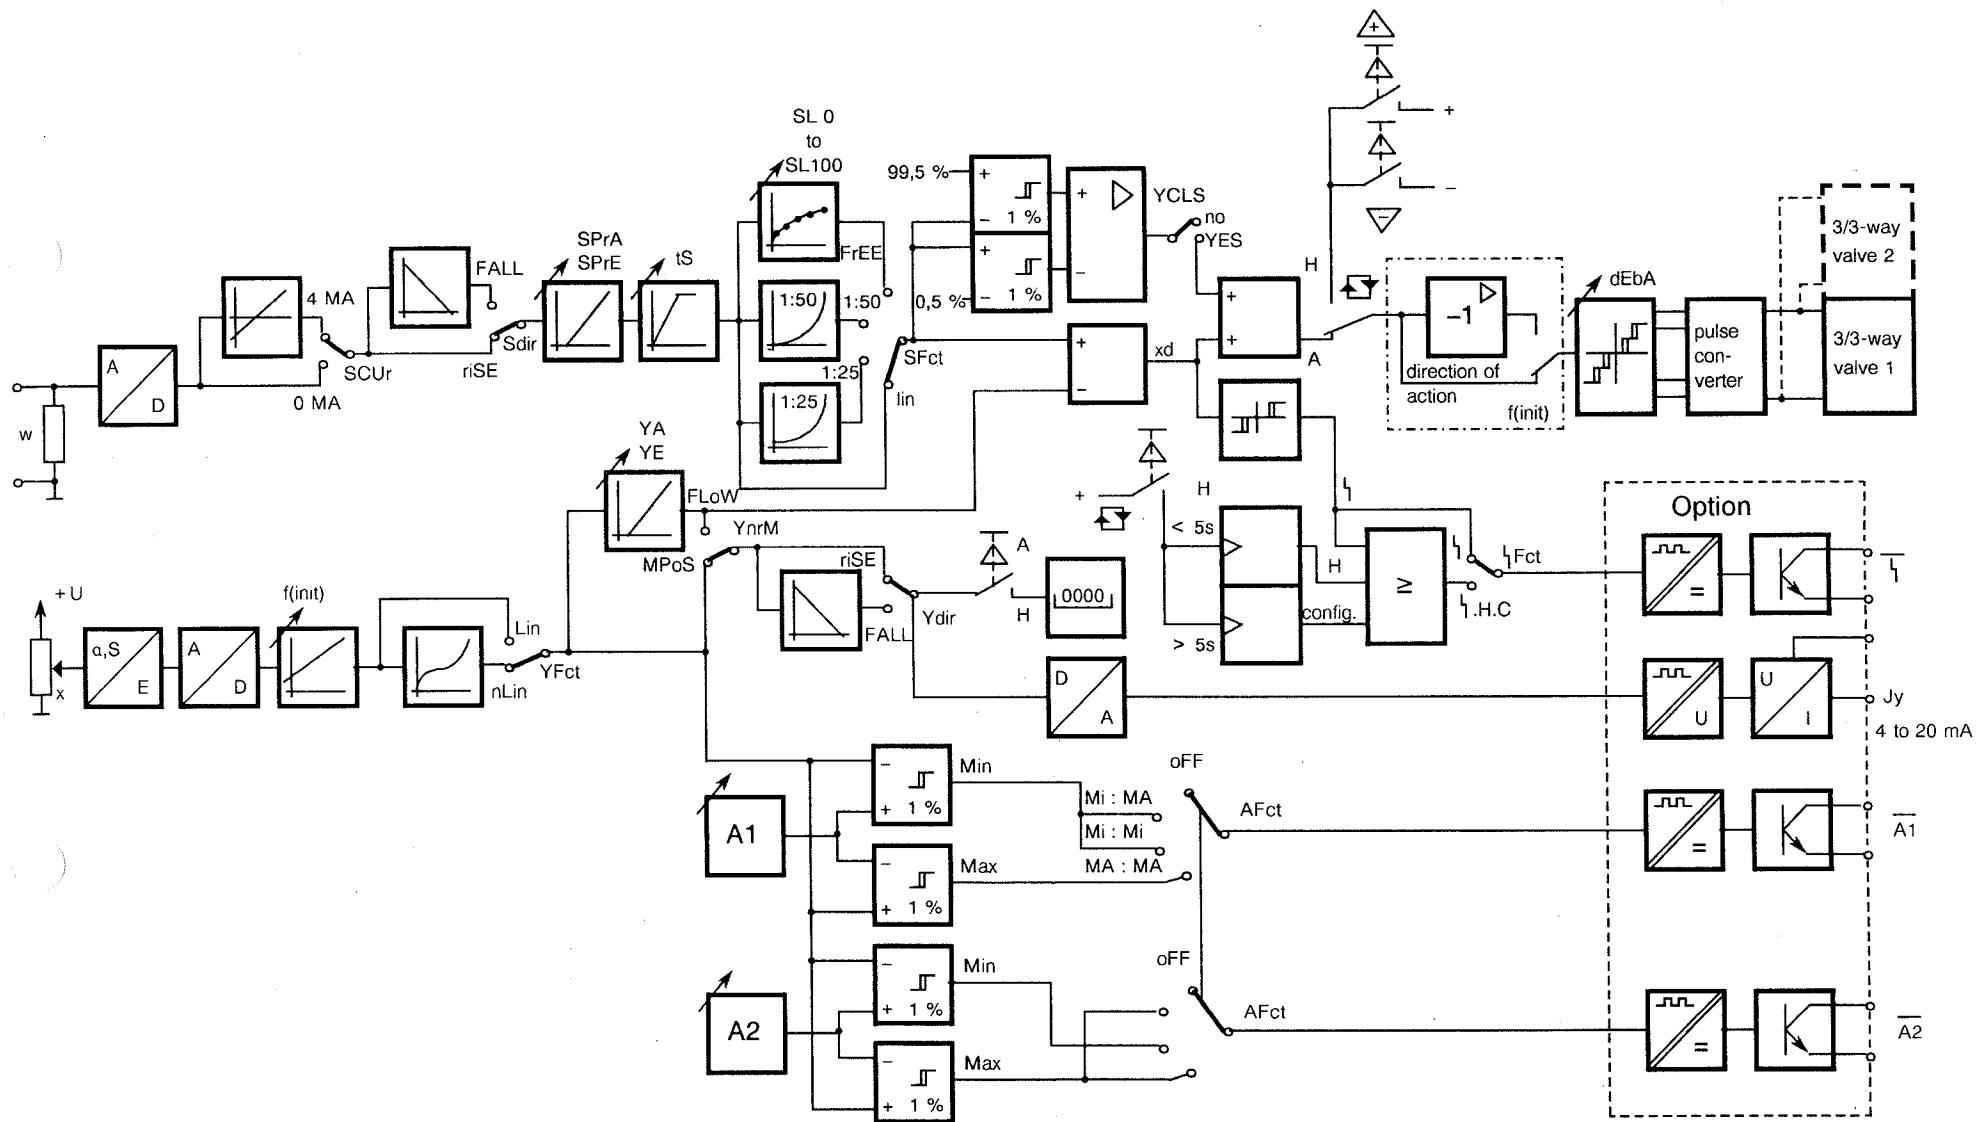 +
+
−
−
SL 0
to
SL100
99,5 %
+
−
1 %
+
−
1 %
0,5 %
+
−
YCLS
no
YES
FrEE
1:50
1:50
1:25
1:25
SFct
lin
SPrA
SPrE
tS
FALL
4 MA
SCUr
0 MA
Sdir
riSE
A
D
w
+
−
xd
+
+
H
A
−1
direction of
action
f(init)
dEbA
pulse
con-
verter
3/3-way
valve 2
3/3-way
valve 1
YA
YE
FLoW
YnrM
MPoS
riSE
FALL
Ydir
A
H
0000
+
H
< 5s
> 5s
H
config.
≥
Fct
.H.C
Option
=
+ U
x
α,S
E
A
D
f(init)
Lin
nLin
YFct
D
A
U
U
I
Jy
4 to 20 mA
A1
−
+
1 %
Min
−
+
1 %
Max
Mi : MA
Mi : Mi
MA : MA
oFF
AFct
=
A1
A2
−
+
1 %
Min
−
+
1 %
Max
oFF
AFct
=
A2